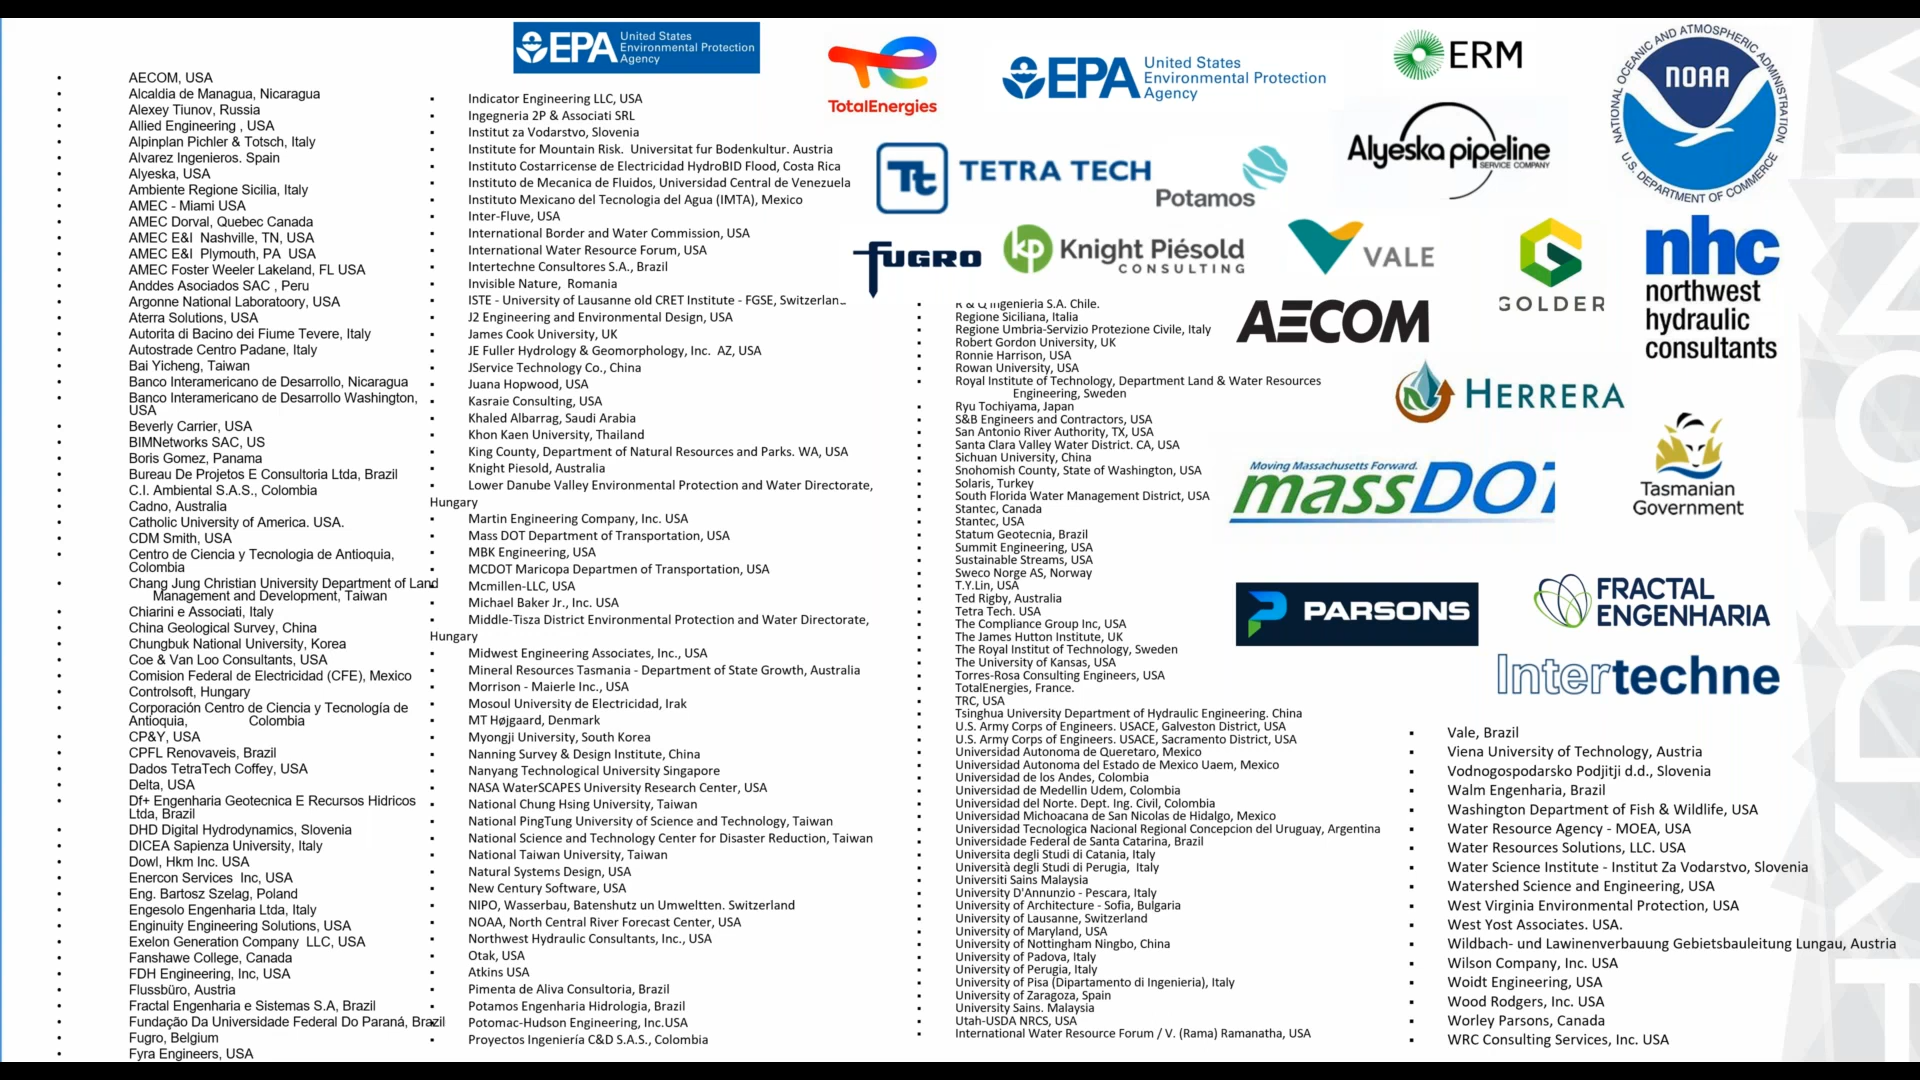 AECOM, USA
Alcaldia de Managua, Nicaragua
Alexey Tiunov, Russia
Allied Engineering , USA
Alpinplan Pichler & Totsch, Italy
Alvarez Ingenieros. Spain
Alyeska, USA
Ambiente Regione Sicilia, Italy
AMEC - Miami USA
AMEC Dorval, Quebec Canada
AMEC E&I Nashville, TN, USA
AMEC E&I Plymouth, PA USA
AMEC Foster Weeler Lakeland, FL USA
Anddes Asociados SAC , Peru
Argonne National Laboratoory, USA
Aterra Solutions, USA
Autorita di Bacino dei Fiume Tevere, Italy
Autostrade Centro Padane, Italy
Bai Yicheng, Taiwan
Banco Interamericano de Desarrollo, Nicaragua
Banco Interamericano de Desarrollo Washington,
USA
Beverly Carrier, USA
BIMNetworks SAC, US
Boris Gomez, Panama
Bureau De Projetos E Consultoria Ltda, Brazil
C.I. Ambiental S.A.S., Colombia
Cadno, Australia
Catholic University of America. USA.
CDM Smith, USA
Centro de Ciencia y Tecnologia de Antioquia,
Colombia
Chang Jung Christian University Department of Land
Management and Development, Taiwan
Chiarini e Associati, Italy
China Geological Survey, China
Chungbuk National University, Korea
Coe & Van Loo Consultants, USA
Comision Federal de Electricidad (CFE), Mexico
Controlsoft, Hungary
Corporación Centro de Ciencia y Tecnología de
Antioquia, Colombia
CP&Y, USA
CPFL Renovaveis, Brazil
Dados TetraTech Coffey, USA
Delta, USA
Df+ Engenharia Geotecnica E Recursos Hidricos
Ltda, Brazil
DHD Digital Hydrodynamics, Slovenia
DICEA Sapienza University, Italy
Dowl, Hkm Inc. USA
Enercon Services Inc, USA
Eng. Bartosz Szelag, Poland
Engesolo Engenharia Ltda, Italy
Enginuity Engineering Solutions, USA
Exelon Generation Company LLC, USA
Fanshawe College, Canada
FDH Engineering, Inc, USA
Flussbüro, Austria
Fractal Engenharia e Sistemas S.A, Brazil
Fundação Da Universidade Federal Do Paraná, Brazil
Fugro, Belgium
Fyra Engineers, USA
EPA United States
Environmental Protection
Agency
Indicator Engineering LLC, USA
Ingegneria 2P & Associati SRL
Institut za Vodarstvo, Slovenia
Institute for Mountain Risk. Universitat fur Bodenkultur. Austria
Instituto Costarricense de Electricidad HydroBID Flood, Costa Rica
Instituto de Mecanica de Fluidos, Universidad Central de Venezuela
Instituto Mexicano del Tecnologia del Agua (IMTA), Mexico
Inter-Fluve, USA
International Border and Water Commission, USA
International Water Resource Forum, USA
Intertechne Consultores S.A., Brazil
Invisible Nature, Romania
ISTE - University of Lausanne old CRET Institute - FGSE, Switzerlan
J2 Engineering and Environmental Design, USA
James Cook University, UK
JE Fuller Hydrology & Geomorphology, Inc. AZ, USA
JService Technology Co., China
Juana Hopwood, USA
Kasraie Consulting, USA
Khaled Albarrag, Saudi Arabia
Khon Kaen University, Thailand
King County, Department of Natural Resources and Parks. WA, USA
Knight Piesold, Australia
Lower Danube Valley Environmental Protection and Water Directorate,
Hungary
Martin Engineering Company, Inc. USA
Mass DOT Department of Transportation, USA
MBK Engineering, USA
MCDOT Maricopa Departmen of Transportation, USA
Mcmillen-LLC, USA
Michael Baker Jr., Inc. USA
Middle-Tisza District Environmental Protection and Water Directorate,
Hungary
Midwest Engineering Associates, Inc., USA
Mineral Resources Tasmania - Department of State Growth, Australia
Morrison - Maierle Inc., USA
Mosoul University de Electricidad, Irak
MT Højgaard, Denmark
Myongji University, South Korea
Nanning Survey & Design Institute, China
Nanyang Technological University Singapore
NASA WaterSCAPES University Research Center, USA
National Chung Hsing University, Taiwan
National PingTung University of Science and Technology, Taiwan
National Science and Technology Center for Disaster Reduction, Taiwan
National Taiwan University, Taiwan
Natural Systems Design, USA
New Century Software, USA
NIPO, Wasserbau, Batenshutz un Umweltten. Switzerland
NOAA, North Central River Forecast Center, USA
Northwest Hydraulic Consultants, Inc., USA
Otak, USA
Atkins USA
Pimenta de Aliva Consultoria, Brazil
Potamos Engenharia Hidrologia, Brazil
Potomac-Hudson Engineering, Inc.USA
Proyectos Ingeniería C&D S.A.S., Colombia
TotalEnergies
EPA United States
Environmental Protection
Agency
ERM
NATIONAL OCEANIC AND ATMOSPHERIC ADMINISTRATION
NOAA
U.S. DEPARTMENT OF COMMERCE
Tt TETRA TECH
Potamos
Alyeska pipeline
SERVICE COMPANY
FUGRO
kp Knight Piésold
CONSULTING
VALE
GOLDER
nhc
northwest
hydraulic
consultants
AECOM
HERRERA
Moving Massachusetts Forward.
massDOT
Tasmanian
Government
PARSONS
FRACTAL
ENGENHARIA
Intertechne
R & Q Ingenieria S.A. Chile.
Regione Siciliana, Italia
Regione Umbria-Servizio Protezione Civile, Italy
Robert Gordon University, UK
Ronnie Harrison, USA
Rowan University, USA
Royal Institute of Technology, Department Land & Water Resources
Engineering, Sweden
Ryu Tochiyama, Japan
S&B Engineers and Contractors, USA
San Antonio River Authority, TX, USA
Santa Clara Valley Water District. CA, USA
Sichuan University, China
Snohomish County, State of Washington, USA
Solaris, Turkey
South Florida Water Management District, USA
Stantec, Canada
Stantec, USA
Statum Geotecnia, Brazil
Summit Engineering, USA
Sustainable Streams, USA
Sweco Norge AS, Norway
T.Y.Lin, USA
Ted Rigby, Australia
Tetra Tech. USA
The Compliance Group Inc, USA
The James Hutton Institute, UK
The Royal Institut of Technology, Sweden
The University of Kansas, USA
Torres-Rosa Consulting Engineers, USA
TotalEnergies, France.
TRC, USA
Tsinghua University Department of Hydraulic Engineering. China
U.S. Army Corps of Engineers. USACE, Galveston District, USA
U.S. Army Corps of Engineers. USACE, Sacramento District, USA
Universidad Autonoma de Queretaro, Mexico
Universidad Autonoma del Estado de Mexico Uaem, Mexico
Universidad de los Andes, Colombia
Universidad de Medellin Udem, Colombia
Universidad del Norte. Dept. Ing. Civil, Colombia
Universidad Michoacana de San Nicolas de Hidalgo, Mexico
Universidad Tecnologica Nacional Regional Concepcion del Uruguay, Argentina
Universidade Federal de Santa Catarina, Brazil
Universita degli Studi di Catania, Italy
Università degli Studi di Perugia, Italy
Universiti Sains Malaysia
University D'Annunzio - Pescara, Italy
University of Architecture - Sofia, Bulgaria
University of Lausanne, Switzerland
University of Maryland, USA
University of Nottingham Ningbo, China
University of Padova, Italy
University of Perugia, Italy
University of Pisa (Dipartamento di Ingenieria), Italy
University of Zaragoza, Spain
University Sains. Malaysia
Utah-USDA NRCS, USA
International Water Resource Forum / V. (Rama) Ramanatha, USA
Vale, Brazil
Viena University of Technology, Austria
Vodnogospodarsko Podjitji d.d., Slovenia
Walm Engenharia, Brazil
Washington Department of Fish & Wildlife, USA
Water Resource Agency - MOEA, USA
Water Resources Solutions, LLC. USA
Water Science Institute - Institut Za Vodarstvo, Slovenia
Watershed Science and Engineering, USA
West Virginia Environmental Protection, USA
West Yost Associates. USA.
Wildbach- und Lawinenverbauung Gebietsbauleitung Lungau, Austria
Wilson Company, Inc. USA
Woidt Engineering, USA
Wood Rodgers, Inc. USA
Worley Parsons, Canada
WRC Consulting Services, Inc. USA
HYDRONIA